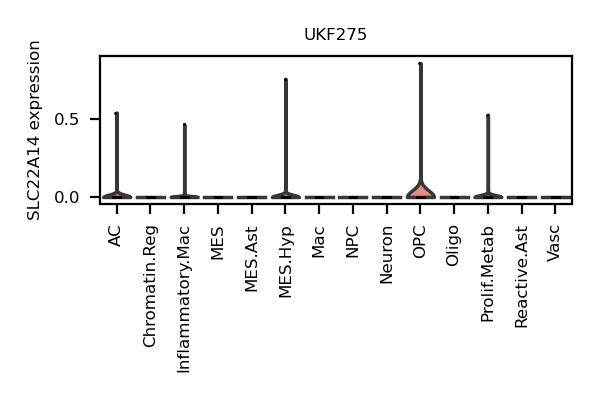 UKF275
SLC22A14 expression
0.5
0.0
AC
Chromatin.Reg
Inflammatory.Mac
MES
MES.Ast
MES.Hyp
Mac
NPC
Neuron
OPC
Oligo
Prolif.Metab
Reactive.Ast
Vasc